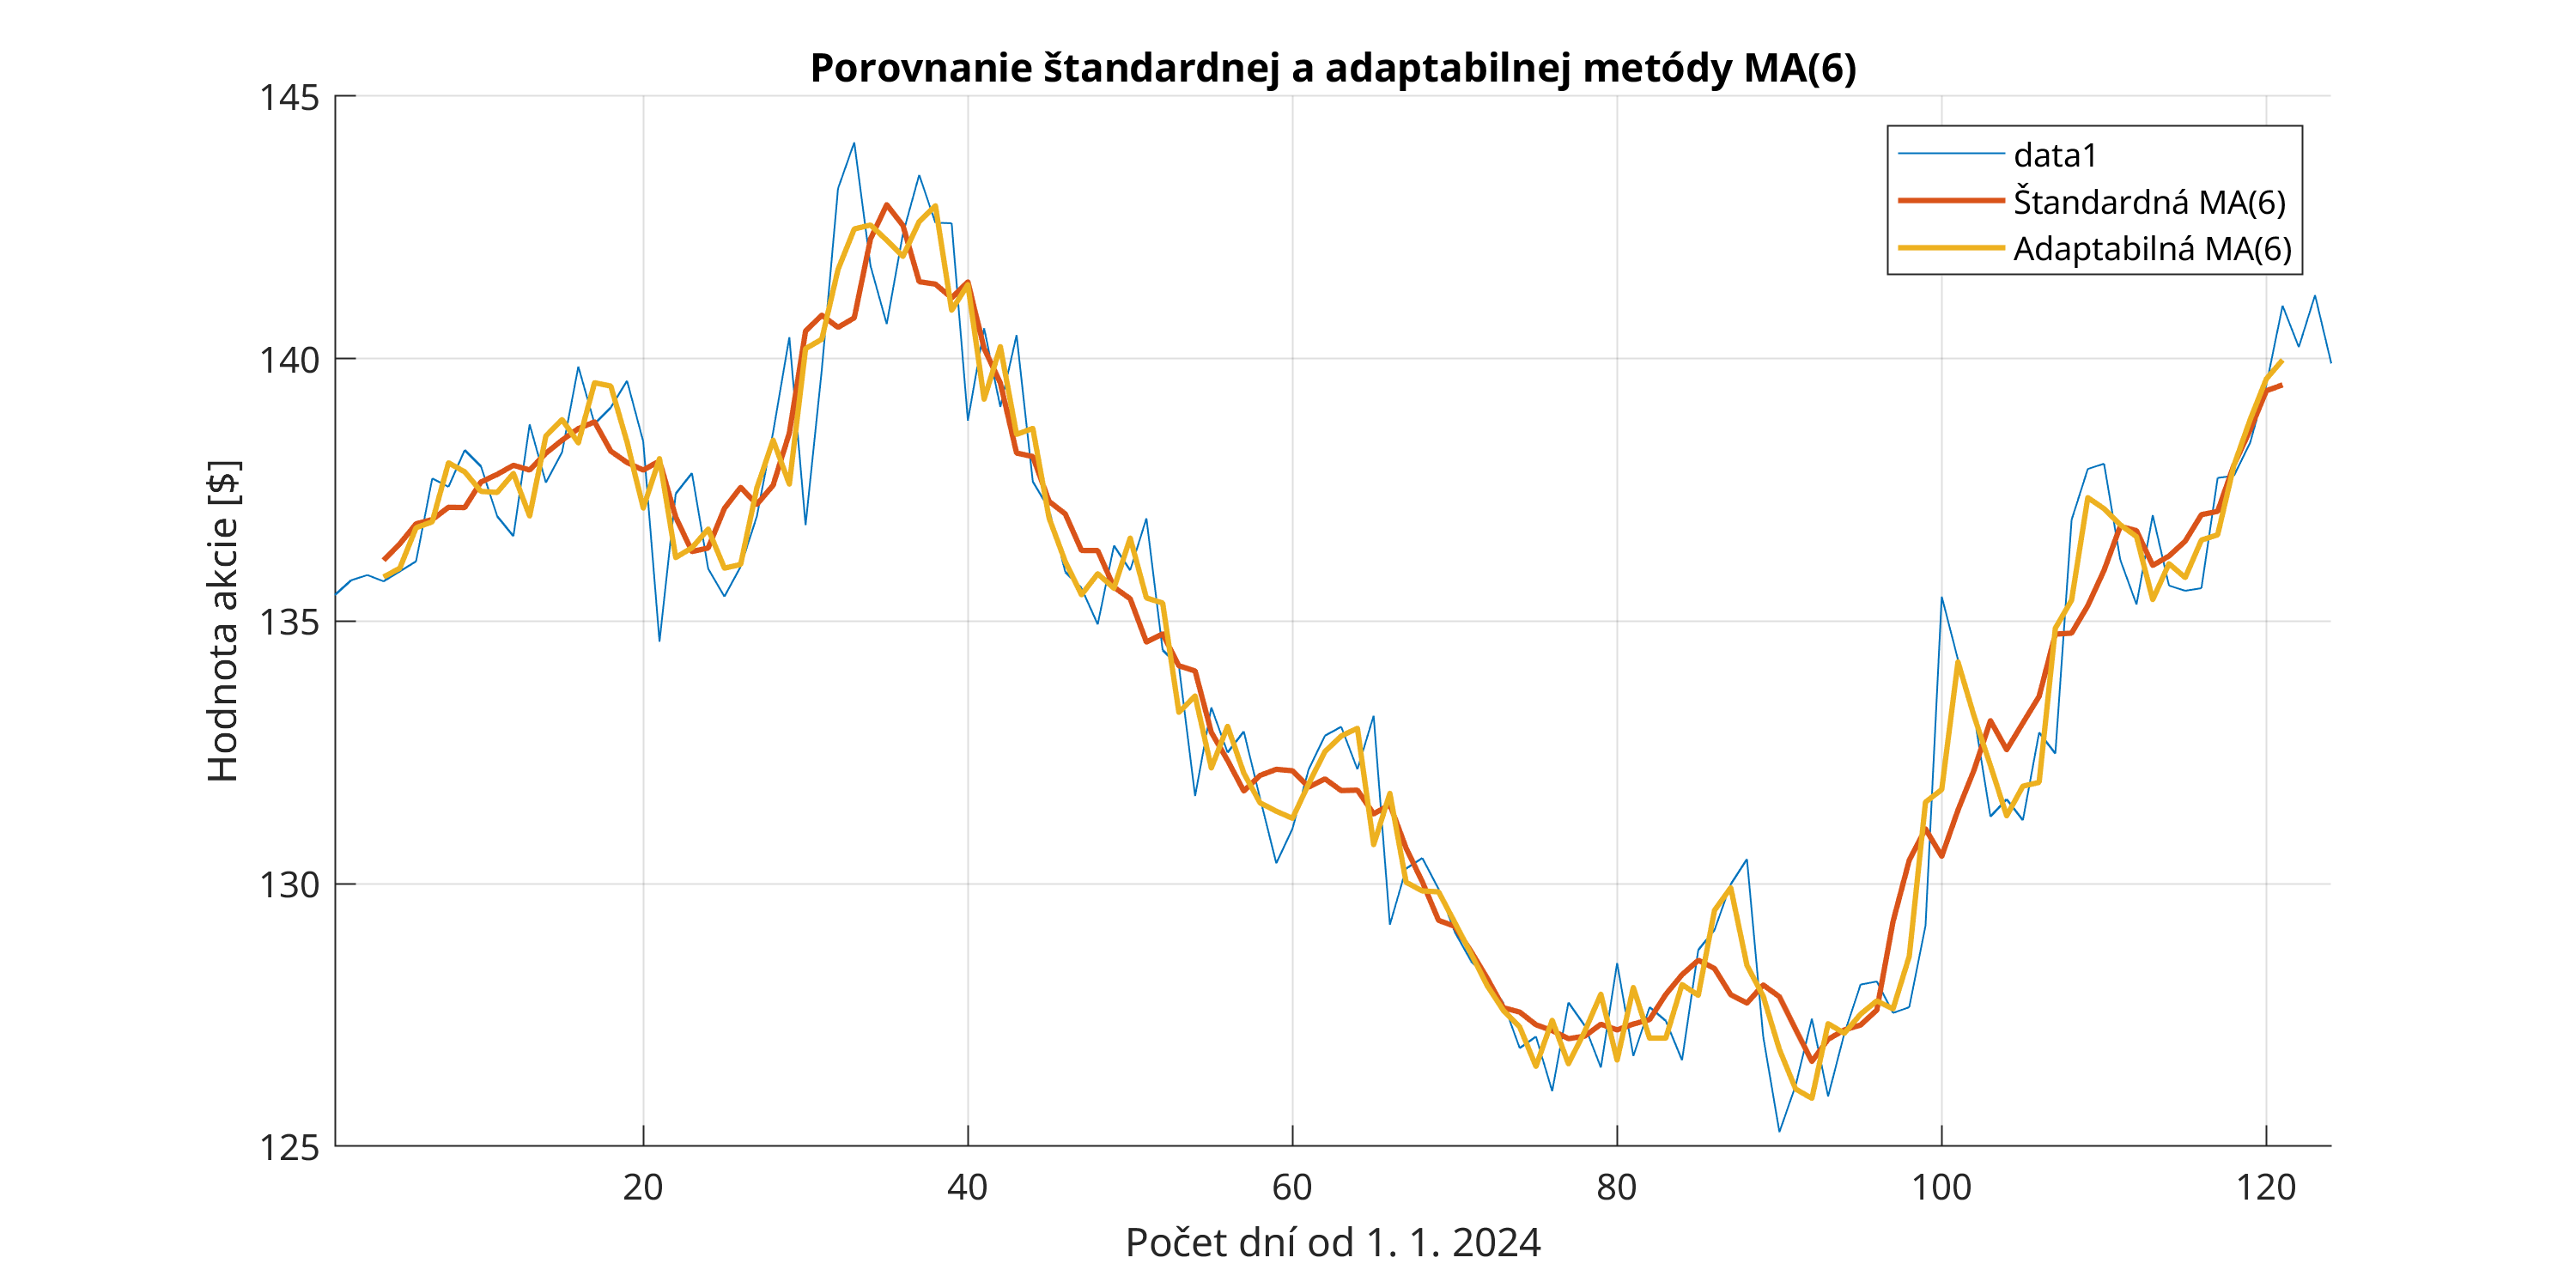 Porovnanie štandardnej a adaptabilnej metódy MA(6)
145
140
135
130
125
Hodnota akcie [$]
data1
Štandardná MA(6)
Adaptabilná MA(6)
20 40 60 80 100 120
Počet dní od 1. 1. 2024